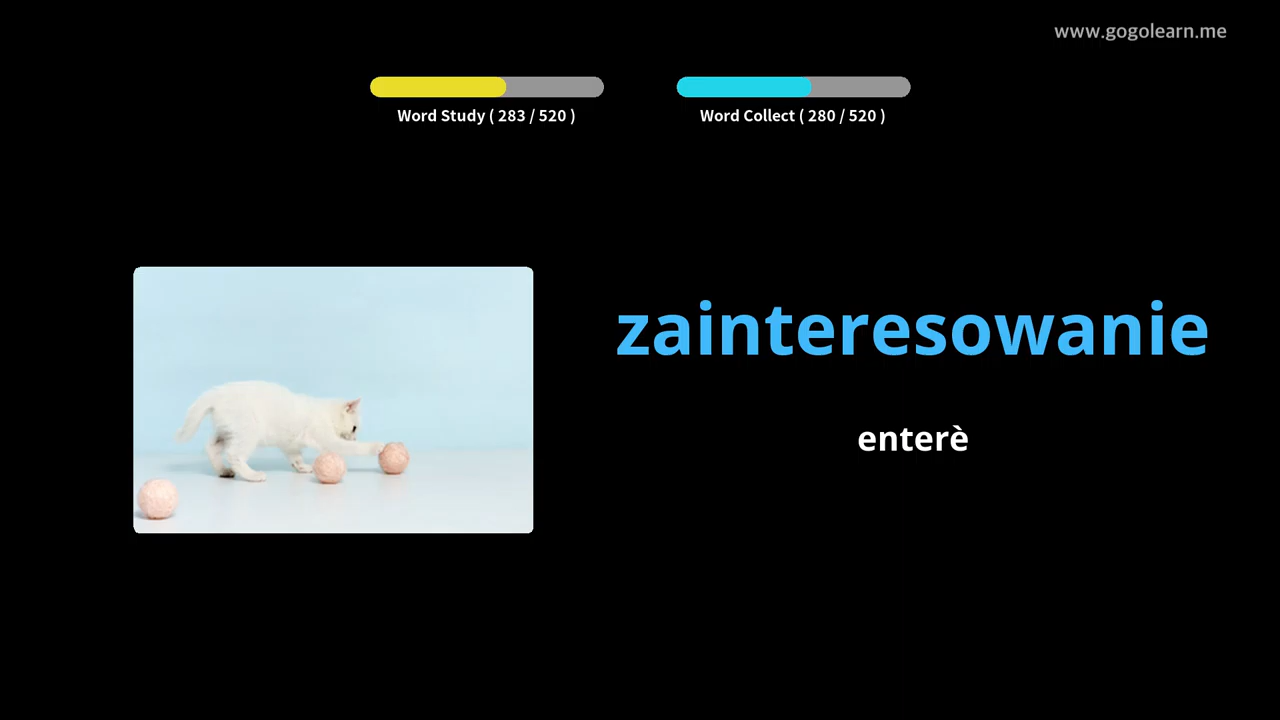 www.gogolearn.me
Word Study ( 283 / 520 )
Word Collect ( 280 / 520 )
zainteresowanie
enterè